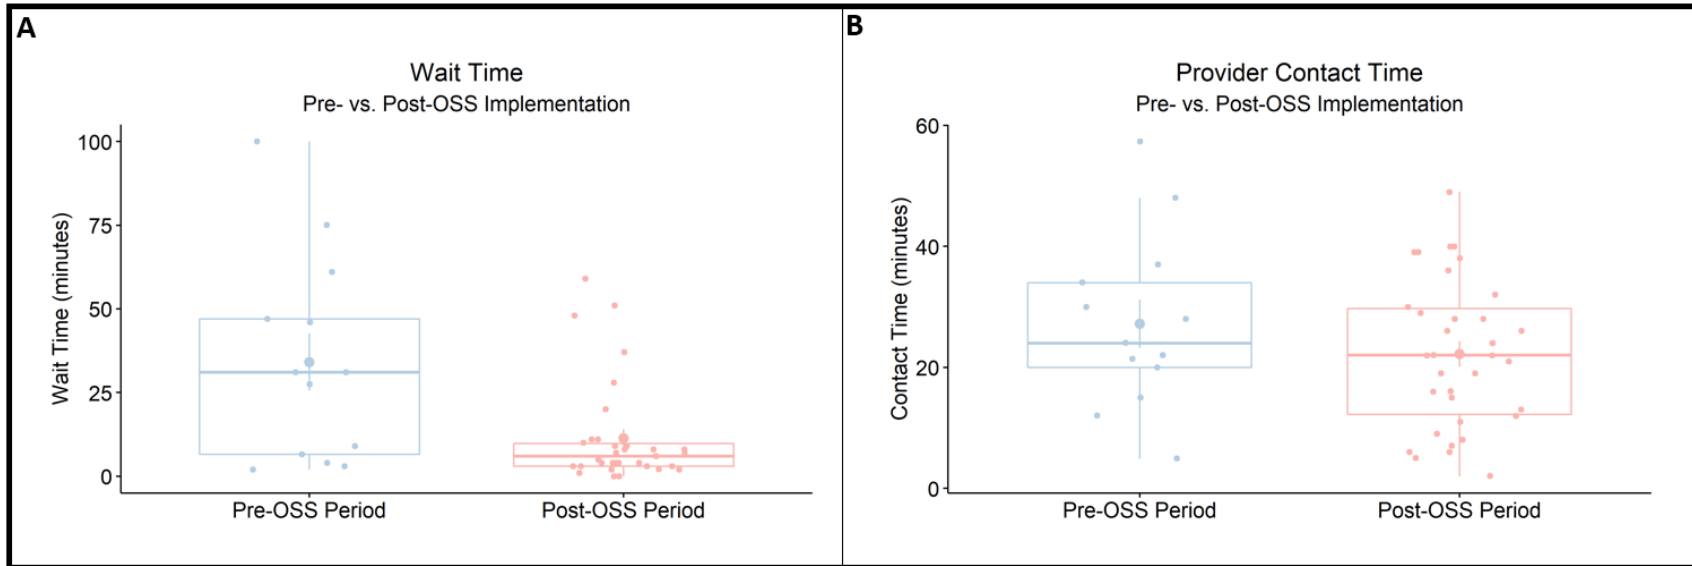 A
Wait Time
Pre- vs. Post-OSS Implementation
Wait Time (minutes)
100
75
50
25
0
Pre-OSS Period Post-OSS Period
B
Provider Contact Time
Pre- vs. Post-OSS Implementation
Contact Time (minutes)
60
40
20
0
Pre-OSS Period Post-OSS Period